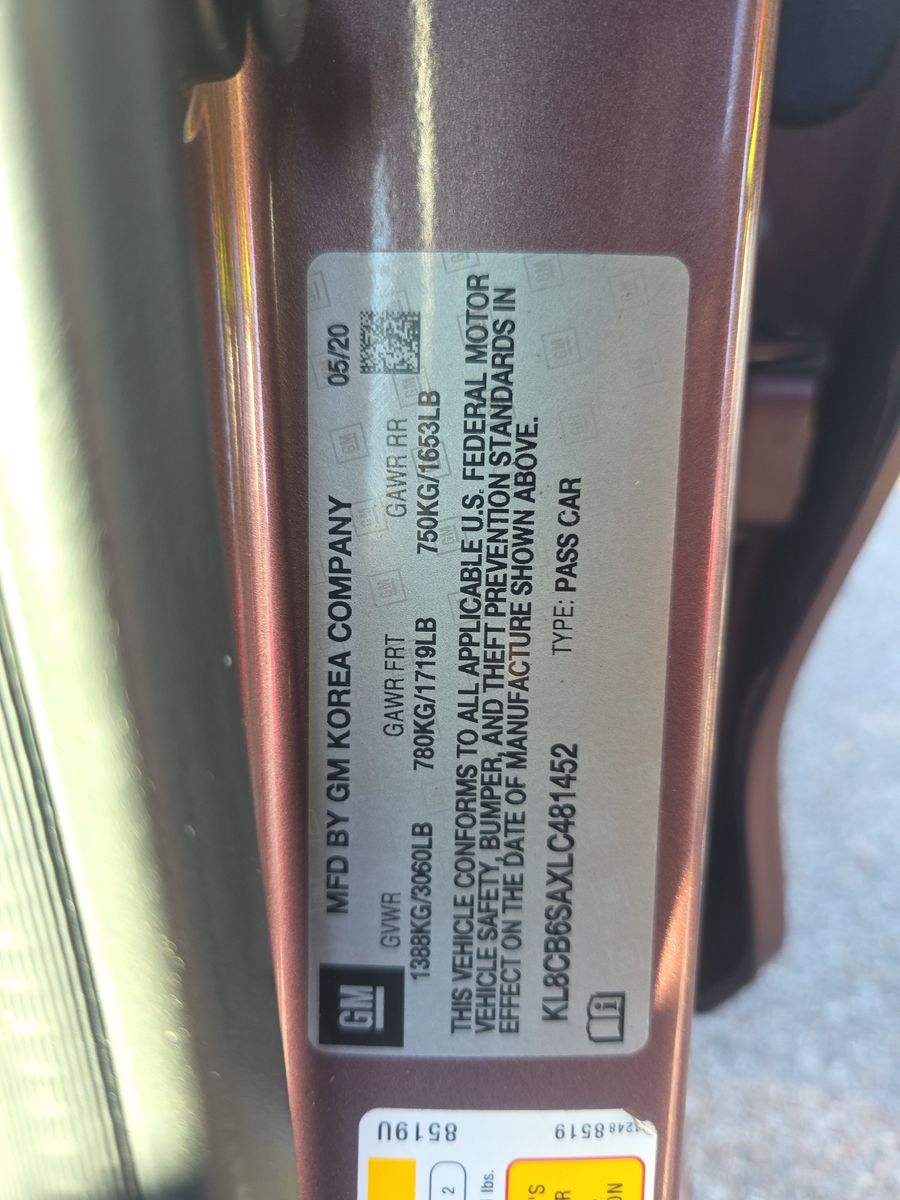 GM
MFD BY GM KOREA COMPANY 05/20
GVWR GAWR FRT GAWR RR
1388KG/3060LB 780KG/1719LB 750KG/1653LB
THIS VEHICLE CONFORMS TO ALL APPLICABLE U.S. FEDERAL MOTOR
VEHICLE SAFETY, BUMPER, AND THEFT PREVENTION STANDARDS IN
EFFECT ON THE DATE OF MANUFACTURE SHOWN ABOVE.
KL8CB6SAXLC481452 TYPE: PASS CAR
8519U
8519
2
lbs.